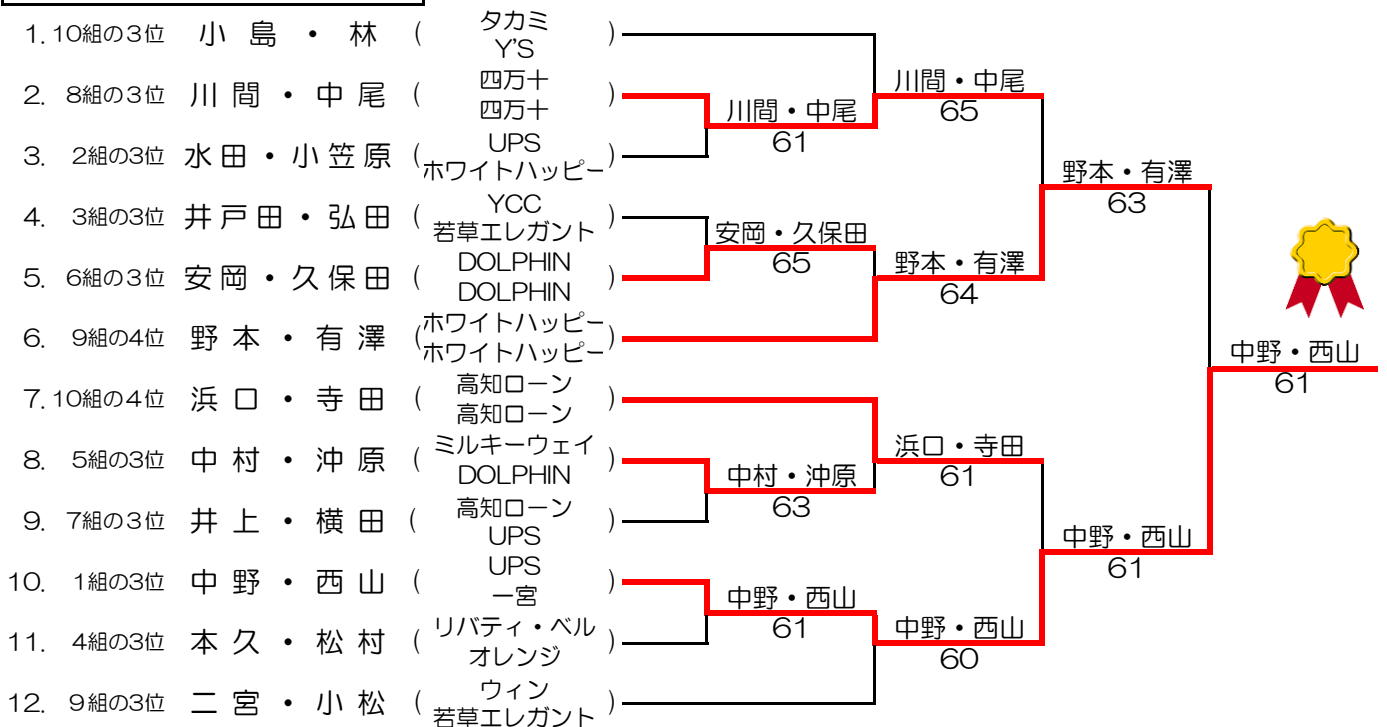 1. 10組の3位 小島・林 (タカミ Y'S)
2. 8組の3位 川間・中尾 (四万十 四万十)
3. 2組の3位 水田・小笠原 (UPS ホワイトハッピー)
4. 3組の3位 井戸田・弘田 (YCC 若草エレガント)
5. 6組の3位 安岡・久保田 (DOLPHIN DOLPHIN)
6. 9組の4位 野本・有澤 (ホワイトハッピー ホワイトハッピー)
7. 10組の4位 浜口・寺田 (高知ローン 高知ローン)
8. 5組の3位 中村・沖原 (ミルキーウェイ DOLPHIN)
9. 7組の3位 井上・横田 (高知ローン UPS)
10. 1組の3位 中野・西山 (UPS 一宮)
11. 4組の3位 本久・松村 (リバティ・ベル オレンジ)
12. 9組の3位 二宮・小松 (ウィン 若草エレガント)
川間・中尾
61
安岡・久保田
65
中村・沖原
63
中野・西山
61
川間・中尾
65
野本・有澤
64
浜口・寺田
61
中野・西山
60
野本・有澤
63
中野・西山
61
中野・西山
61